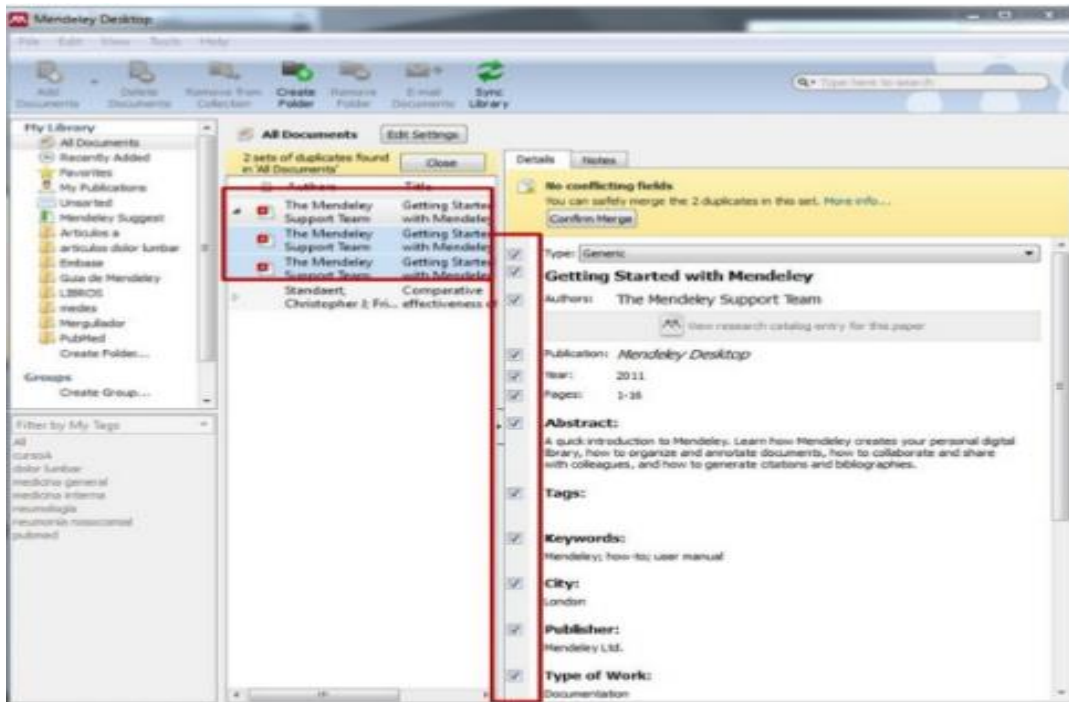 Mendeley Desktop
File Edit View Tools Help
Add Documents
Delete Documents
Remove from Collection
Create Folder
Remove Folder
E-mail Documents
Sync Library
Type here to search
My Library
All Documents
Recently Added
Favorites
My Publications
Unsorted
Mendeley Suggest
Articulos a
articulos dolor lumbar
Embase
Guia de Mendeley
LIBROS
medes
Mergullador
PubMed
Create Folder...
Groups
Create Group...
Filter by My Tags
All
cursoA
dolor lumbar
medicina general
medicina interna
neumología
neumonía nosocomial
pubmed
All Documents Edit Settings
2 sets of duplicates found Close
in 'All Documents'
Authors Title
The Mendeley Getting Started
Support Team with Mendeley
The Mendeley Getting Started
Support Team with Mendeley
The Mendeley Getting Started
Support Team with Mendeley
Standaert, Comparative
Christopher J; Fri... effectiveness o
Details Notes
No conflicting fields
You can safely merge the 2 duplicates in this set. More info...
Confirm Merge
Type: Generic
Getting Started with Mendeley
Authors: The Mendeley Support Team
View research catalog entry for this paper
Publication: Mendeley Desktop
Year: 2011
Pages: 1-16
Abstract:
A quick introduction to Mendeley. Learn how Mendeley creates your personal digital
library, how to organize and annotate documents, how to collaborate and share
with colleagues, and how to generate citations and bibliographies.
Tags:
Keywords:
Mendeley; how-to; user manual
City:
London
Publisher:
Mendeley Ltd.
Type of Work:
Documentation